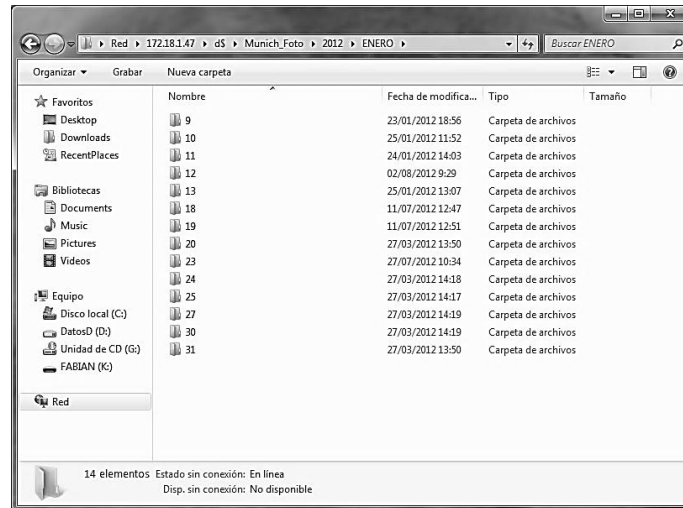 Red ▸ 172.18.1.47 ▸ d$ ▸ Munich_Foto ▸ 2012 ▸ ENERO ▸
Buscar ENERO
Organizar Grabar Nueva carpeta
Favoritos
Desktop
Downloads
RecentPlaces
Bibliotecas
Documents
Music
Pictures
Videos
Equipo
Disco local (C:)
DatosD (D:)
Unidad de CD (G:)
FABIAN (K:)
Red
Nombre Fecha de modifica... Tipo Tamaño
9 23/01/2012 18:56 Carpeta de archivos
10 25/01/2012 11:52 Carpeta de archivos
11 24/01/2012 14:03 Carpeta de archivos
12 02/08/2012 9:29 Carpeta de archivos
13 25/01/2012 13:07 Carpeta de archivos
18 11/07/2012 12:47 Carpeta de archivos
19 11/07/2012 12:51 Carpeta de archivos
20 27/03/2012 13:50 Carpeta de archivos
23 27/07/2012 10:34 Carpeta de archivos
24 27/03/2012 14:18 Carpeta de archivos
25 27/03/2012 14:17 Carpeta de archivos
27 27/03/2012 14:19 Carpeta de archivos
30 27/03/2012 14:19 Carpeta de archivos
31 27/03/2012 13:50 Carpeta de archivos
14 elementos Estado sin conexión: En línea
Disp. sin conexión: No disponible